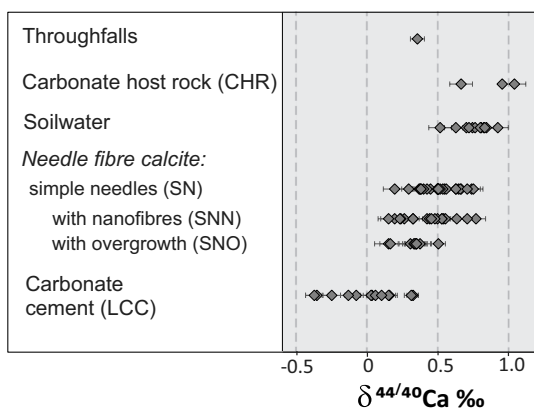 Throughfalls
Carbonate host rock (CHR)
Soilwater
Needle fibre calcite:
simple needles (SN)
with nanofibres (SNN)
with overgrowth (SNO)
Carbonate
cement (LCC)
-0.5 0 0.5 1.0
δ⁴⁴/⁴⁰Ca ‰